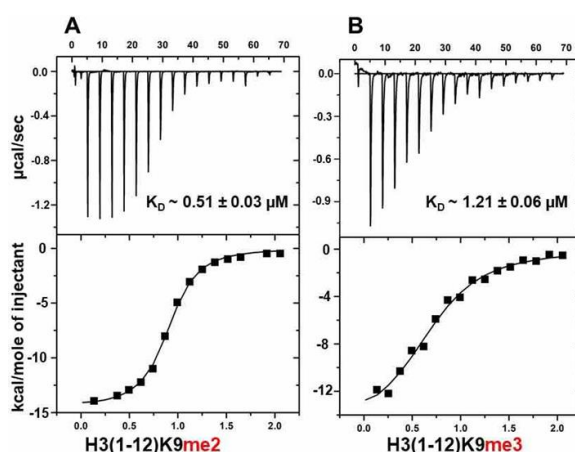 A
B
0 10 20 30 40 50 60 70
0 10 20 30 40 50 60 70
0.0
-0.4
-0.8
-1.2
µcal/sec
K_D ~ 0.51 ± 0.03 µM
-0.0
-0.3
-0.6
-0.9
K_D ~ 1.21 ± 0.06 µM
0
-5
-10
-15
kcal/mole of injectant
0
-4
-8
-12
0.0 0.5 1.0 1.5 2.0
0.0 0.5 1.0 1.5 2.0
H3(1-12)K9me2
H3(1-12)K9me3